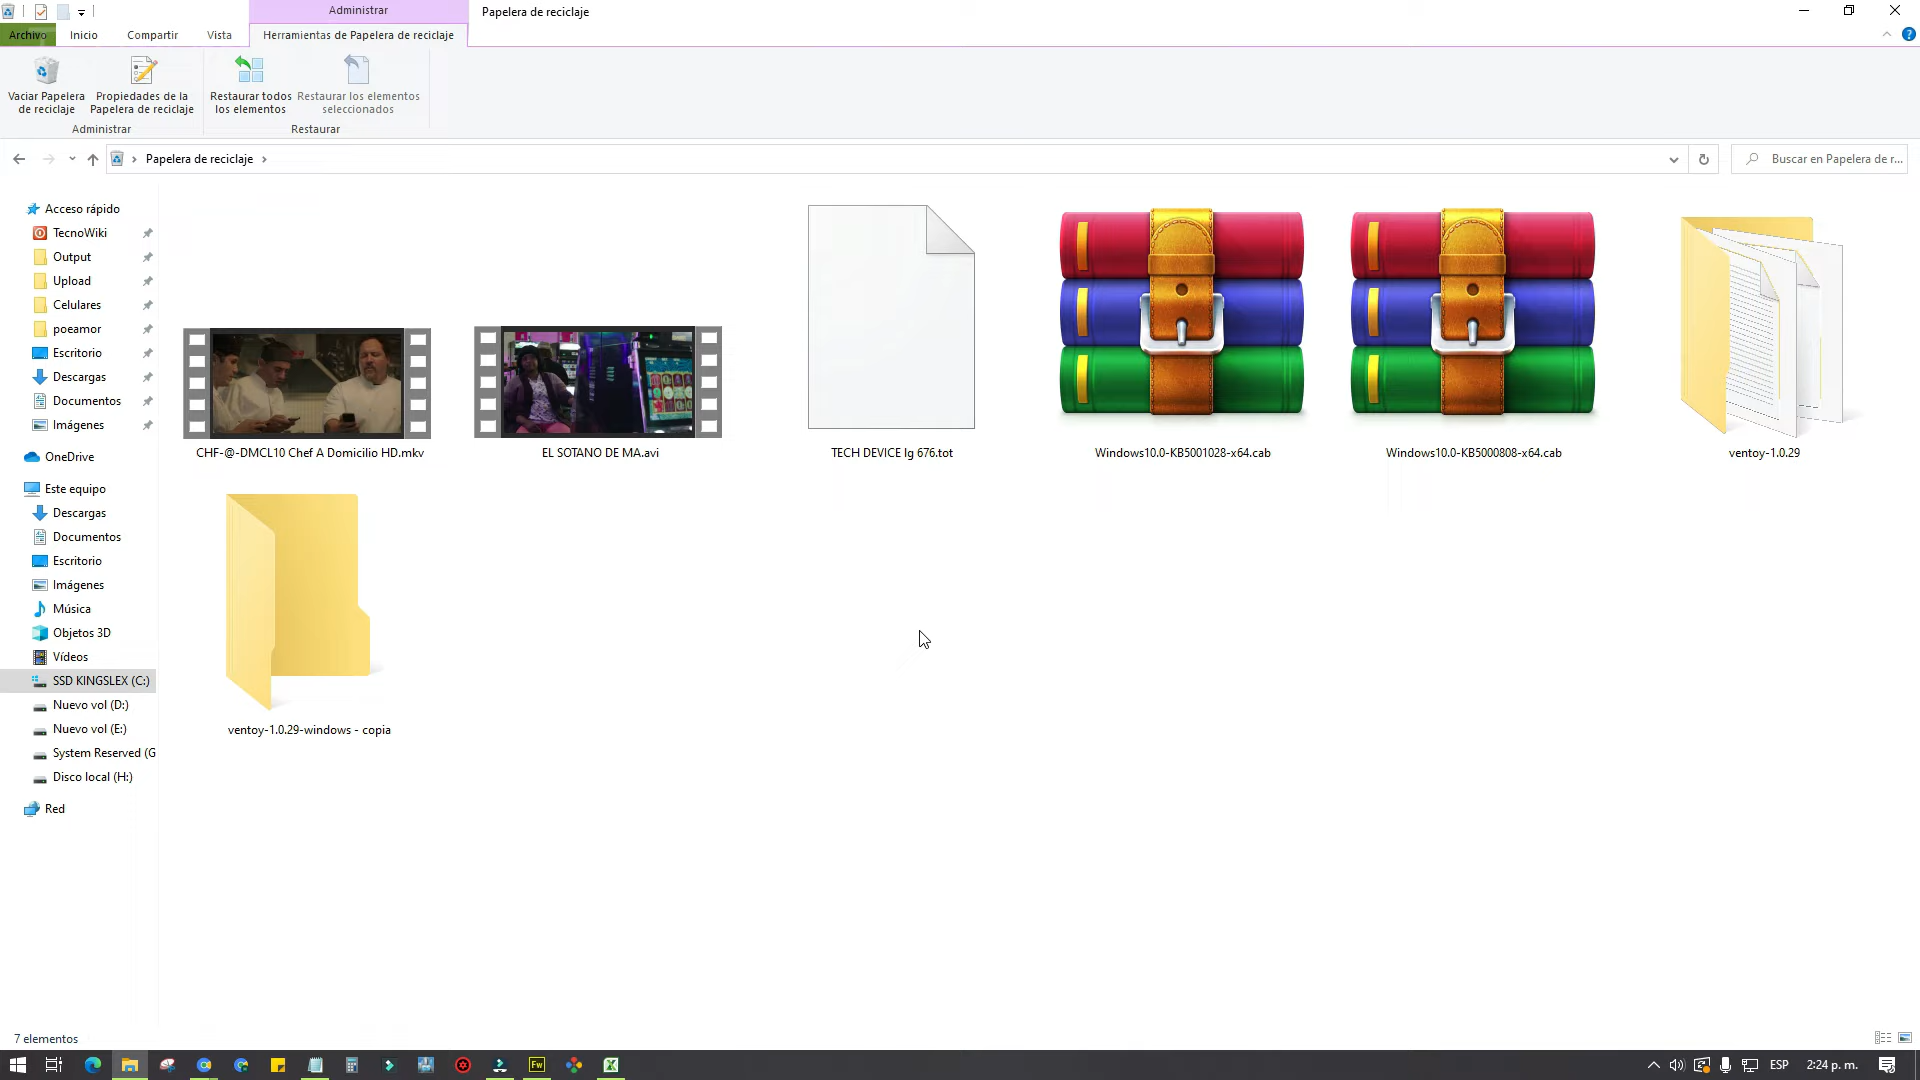 Administrar
Papelera de reciclaje
Archivo
Inicio
Compartir
Vista
Herramientas de Papelera de reciclaje
Vaciar Papelera
de reciclaje
Propiedades de la
Papelera de reciclaje
Restaurar todos
los elementos
Restaurar los elementos
seleccionados
Administrar
Restaurar
Papelera de reciclaje
Buscar en Papelera de r...
Acceso rápido
TecnoWiki
Output
Upload
Celulares
poeamor
Escritorio
Descargas
Documentos
Imágenes
OneDrive
Este equipo
Descargas
Documentos
Escritorio
Imágenes
Música
Objetos 3D
Vídeos
SSD KINGSLEX (C:)
Nuevo vol (D:)
Nuevo vol (E:)
System Reserved (G
Disco local (H:)
Red
CHF-@-DMCL10 Chef A Domicilio HD.mkv
EL SOTANO DE MA.avi
TECH DEVICE lg 676.tot
Windows10.0-KB5001028-x64.cab
Windows10.0-KB5000808-x64.cab
ventoy-1.0.29
ventoy-1.0.29-windows - copia
7 elementos
Fw
ESP
2:24 p. m.